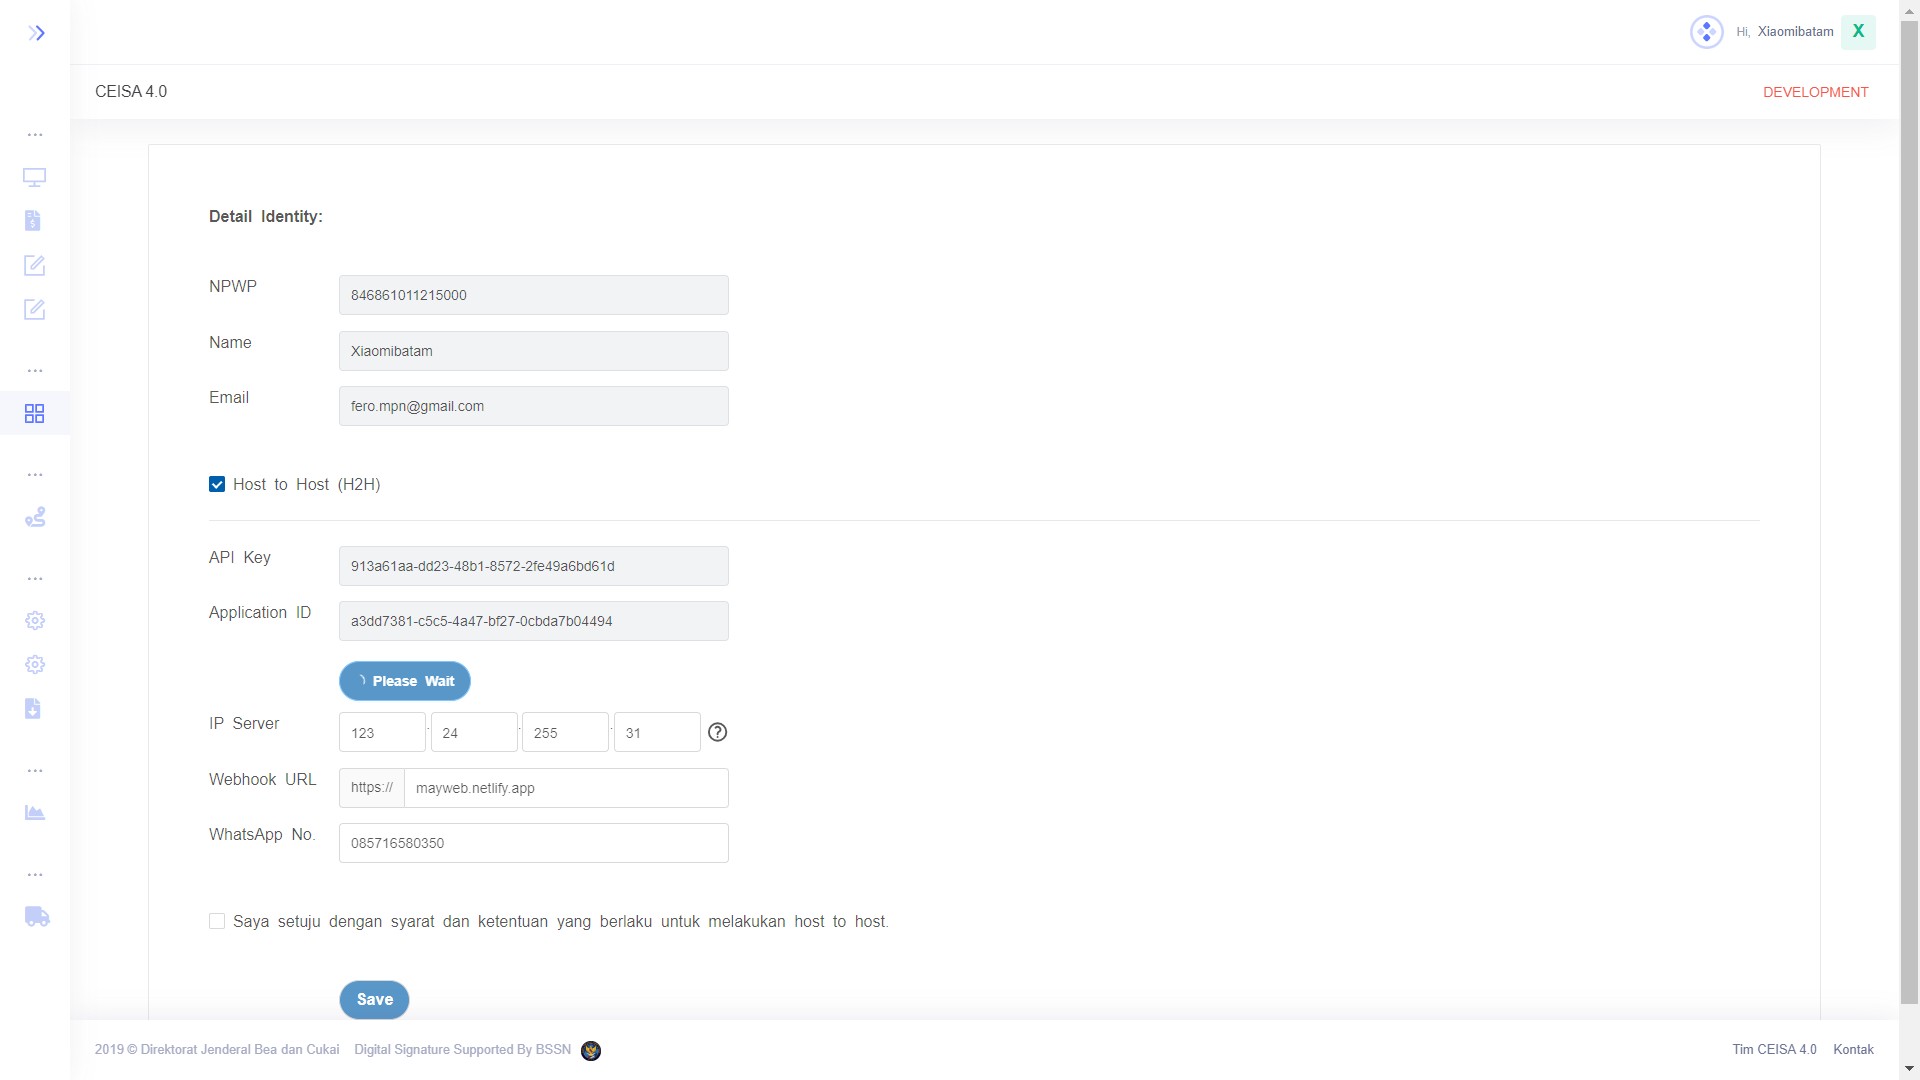 Hi, Xiaomibatam X
CEISA 4.0
DEVELOPMENT
Detail Identity:
NPWP
846861011215000
Name
Xiaomibatam
Email
fero.mpn@gmail.com
Host to Host (H2H)
API Key
913a61aa-dd23-48b1-8572-2fe49a6bd61d
Application ID
a3dd7381-c5c5-4a47-bf27-0cbda7b04494
Please Wait
IP Server
123 . 24 . 255 . 31
Webhook URL
https:// mayweb.netlify.app
WhatsApp No.
085716580350
Saya setuju dengan syarat dan ketentuan yang berlaku untuk melakukan host to host.
Save
2019 © Direktorat Jenderal Bea dan Cukai Digital Signature Supported By BSSN
Tim CEISA 4.0 Kontak